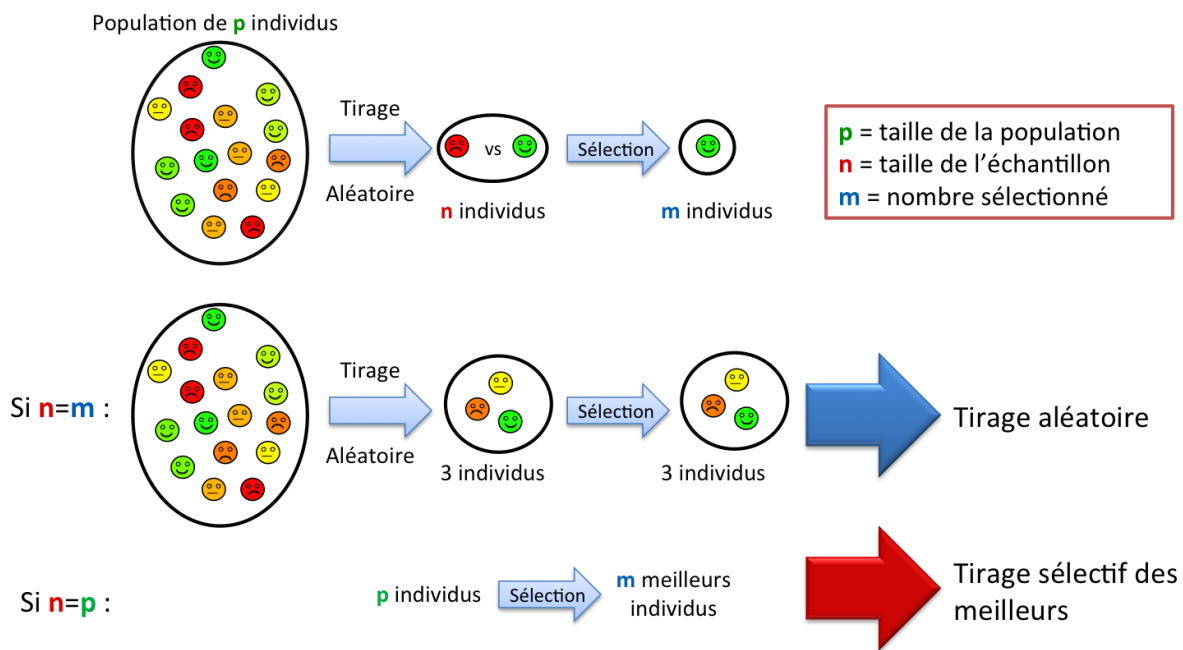 Population de p individus
Tirage
Aléatoire
vs
n individus
Sélection
m individus
p = taille de la population
n = taille de l'échantillon
m = nombre sélectionné
Si n=m :
Tirage
Aléatoire
3 individus
Sélection
3 individus
Tirage aléatoire
Si n=p :
p individus
Sélection
m meilleurs
individus
Tirage sélectif des
meilleurs